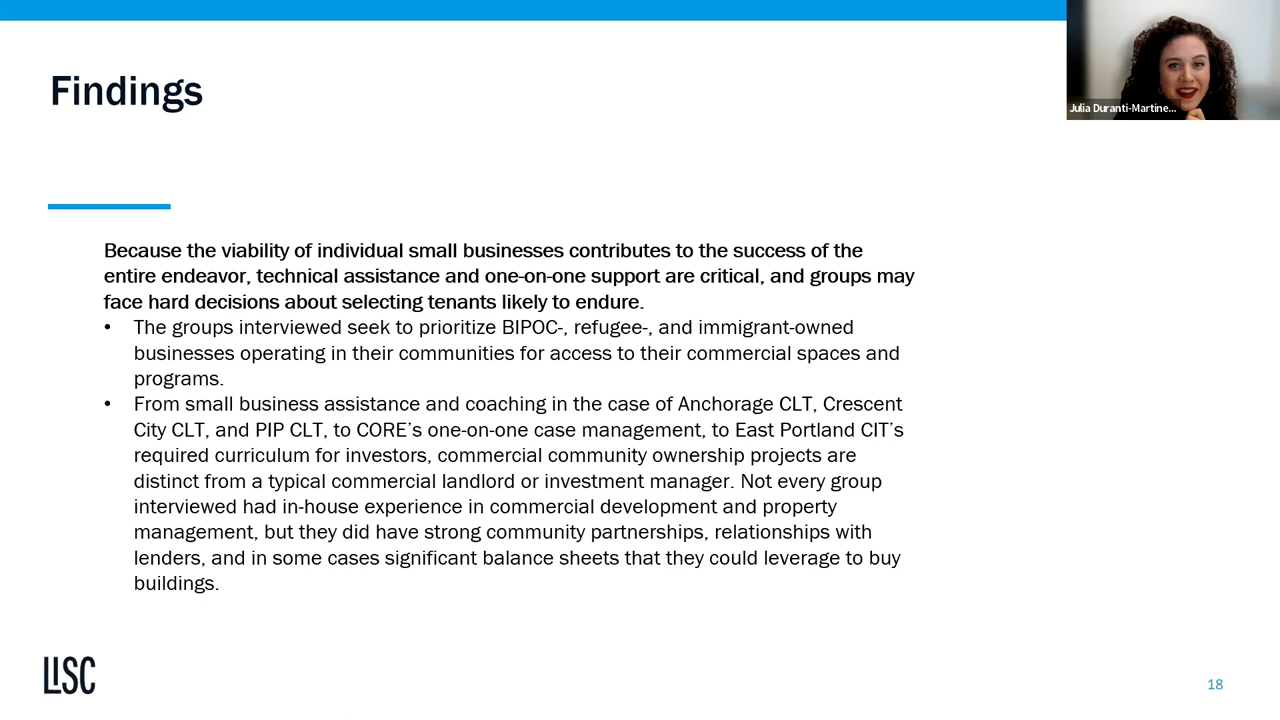 Findings
Julia Duranti-Martine...
Because the viability of individual small businesses contributes to the success of the
entire endeavor, technical assistance and one-on-one support are critical, and groups may
face hard decisions about selecting tenants likely to endure.
• The groups interviewed seek to prioritize BIPOC-, refugee-, and immigrant-owned
businesses operating in their communities for access to their commercial spaces and
programs.
• From small business assistance and coaching in the case of Anchorage CLT, Crescent
City CLT, and PIP CLT, to CORE’s one-on-one case management, to East Portland CIT’s
required curriculum for investors, commercial community ownership projects are
distinct from a typical commercial landlord or investment manager. Not every group
interviewed had in-house experience in commercial development and property
management, but they did have strong community partnerships, relationships with
lenders, and in some cases significant balance sheets that they could leverage to buy
buildings.
LISC
18